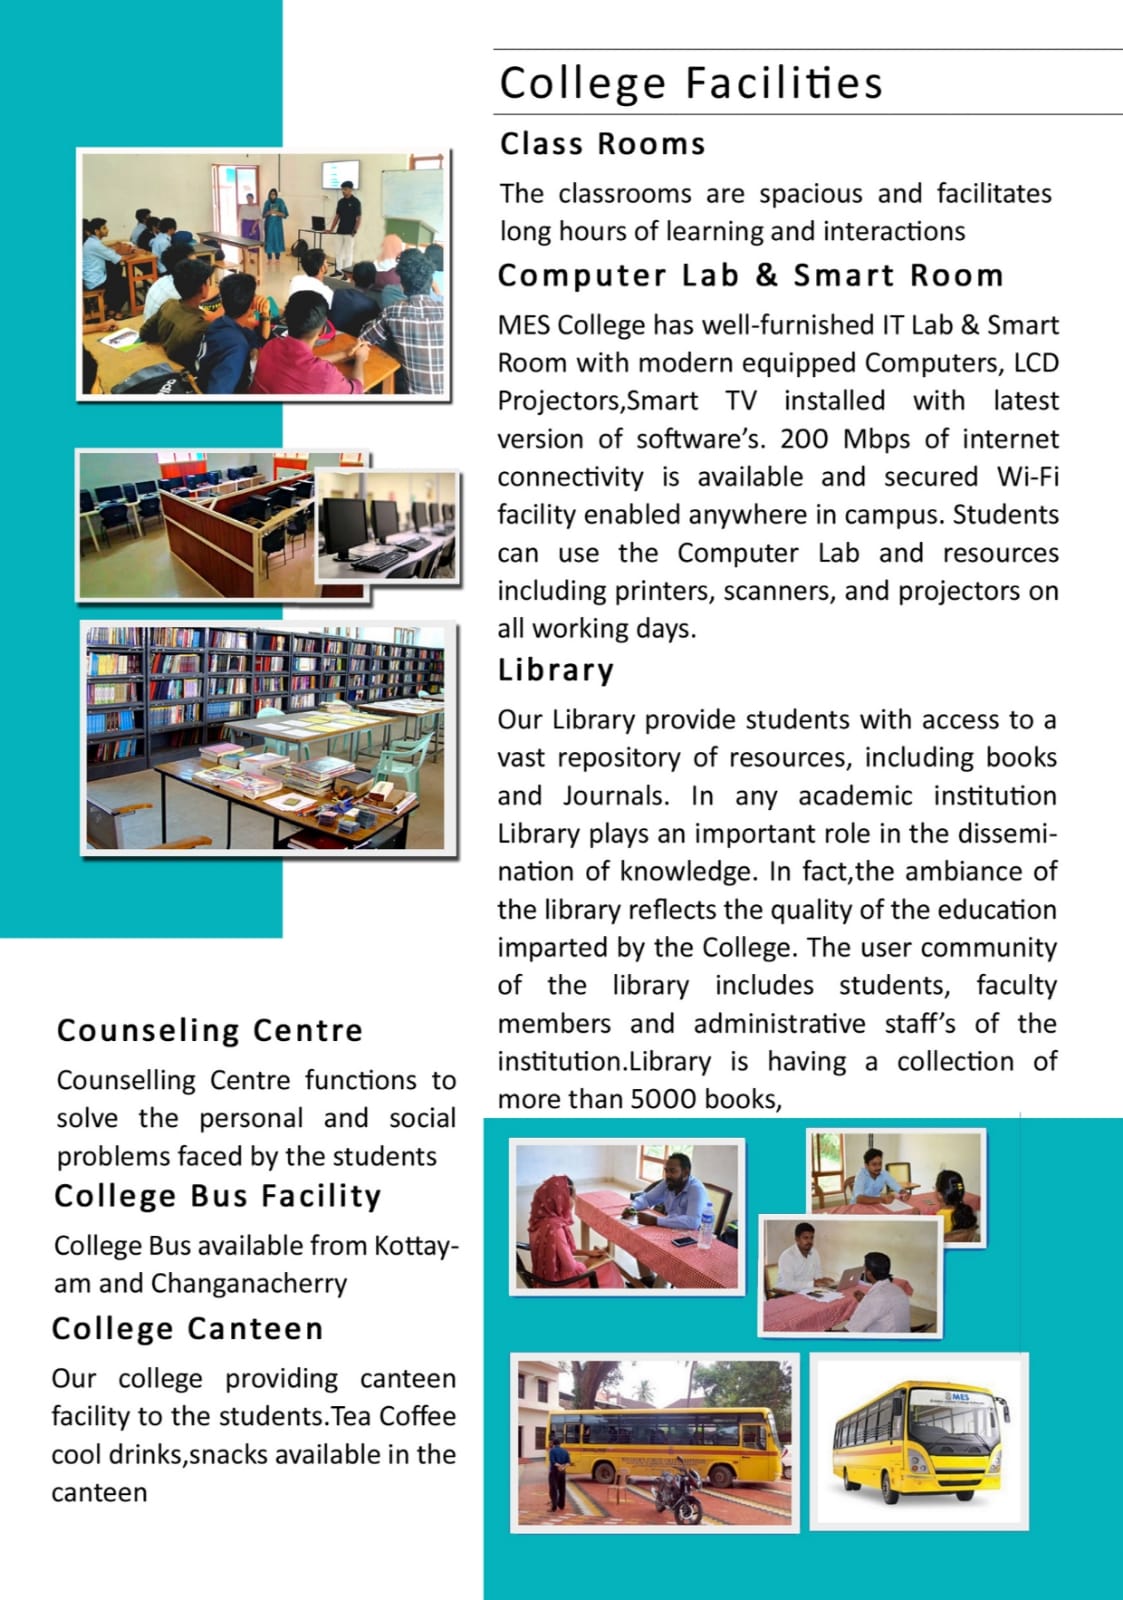 College Facilities
Class Rooms
The classrooms are spacious and facilitates
long hours of learning and interactions
Computer Lab & Smart Room
MES College has well-furnished IT Lab & Smart
Room with modern equipped Computers, LCD
Projectors,Smart TV installed with latest
version of software’s. 200 Mbps of internet
connectivity is available and secured Wi-Fi
facility enabled anywhere in campus. Students
can use the Computer Lab and resources
including printers, scanners, and projectors on
all working days.
Library
Our Library provide students with access to a
vast repository of resources, including books
and Journals. In any academic institution
Library plays an important role in the dissemi-
nation of knowledge. In fact,the ambiance of
the library reflects the quality of the education
imparted by the College. The user community
of the library includes students, faculty
members and administrative staff’s of the
institution.Library is having a collection of
more than 5000 books,
Counseling Centre
Counselling Centre functions to
solve the personal and social
problems faced by the students
College Bus Facility
College Bus available from Kottay-
am and Changanacherry
College Canteen
Our college providing canteen
facility to the students.Tea Coffee
cool drinks,snacks available in the
canteen
MES